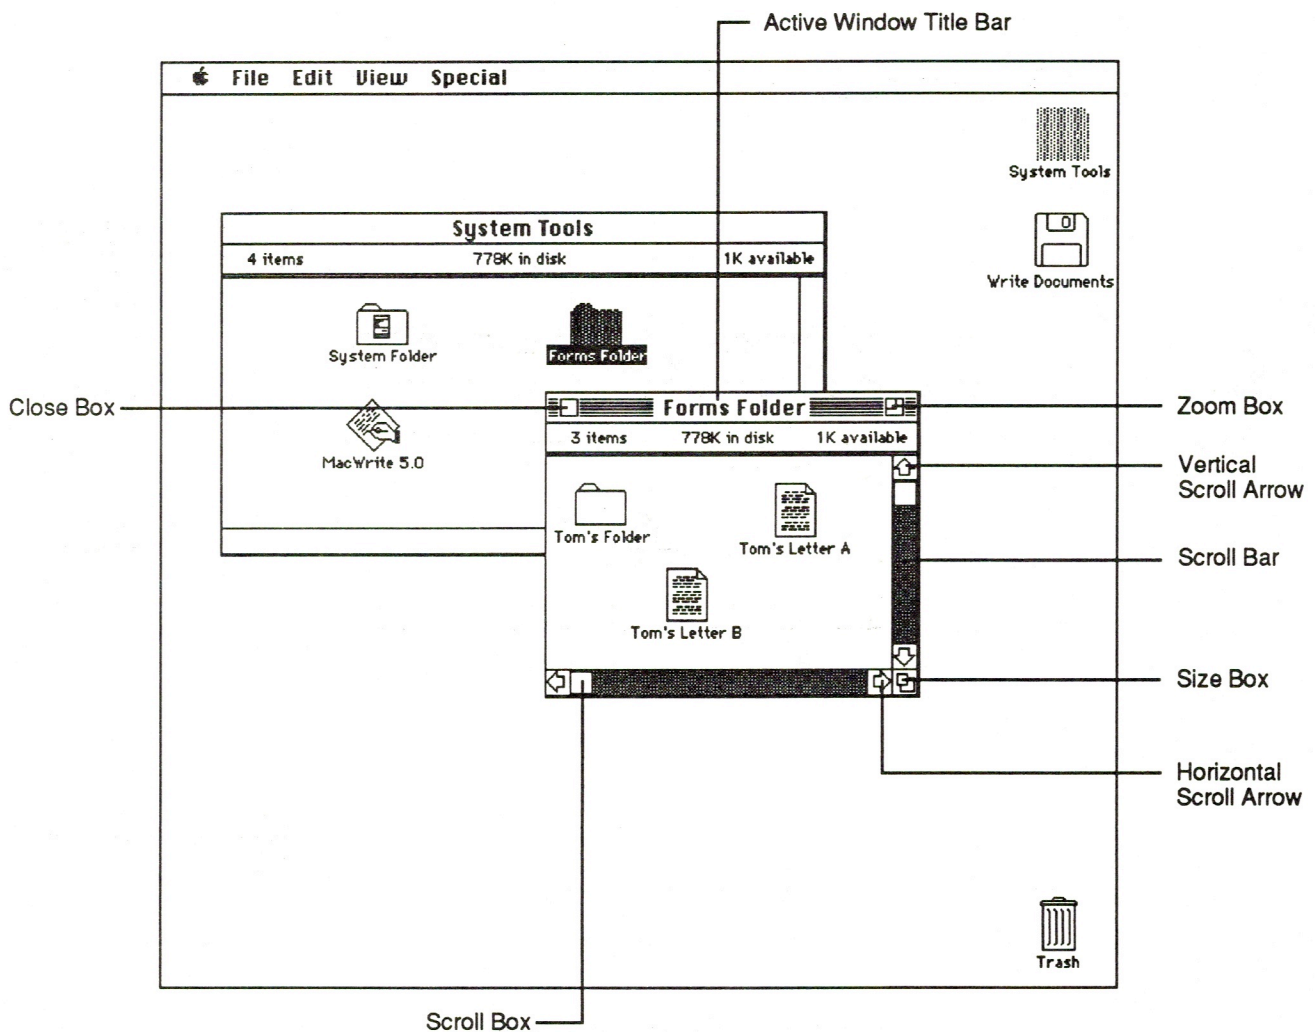 Active Window Title Bar
File Edit View Special
System Tools
Write Documents
System Tools
4 items 778K in disk 1K available
System Folder
Forms Folder
MacWrite 5.0
Close Box
Forms Folder
3 items 778K in disk 1K available
Tom's Folder
Tom's Letter A
Tom's Letter B
Zoom Box
Vertical
Scroll Arrow
Scroll Bar
Size Box
Horizontal
Scroll Arrow
Trash
Scroll Box